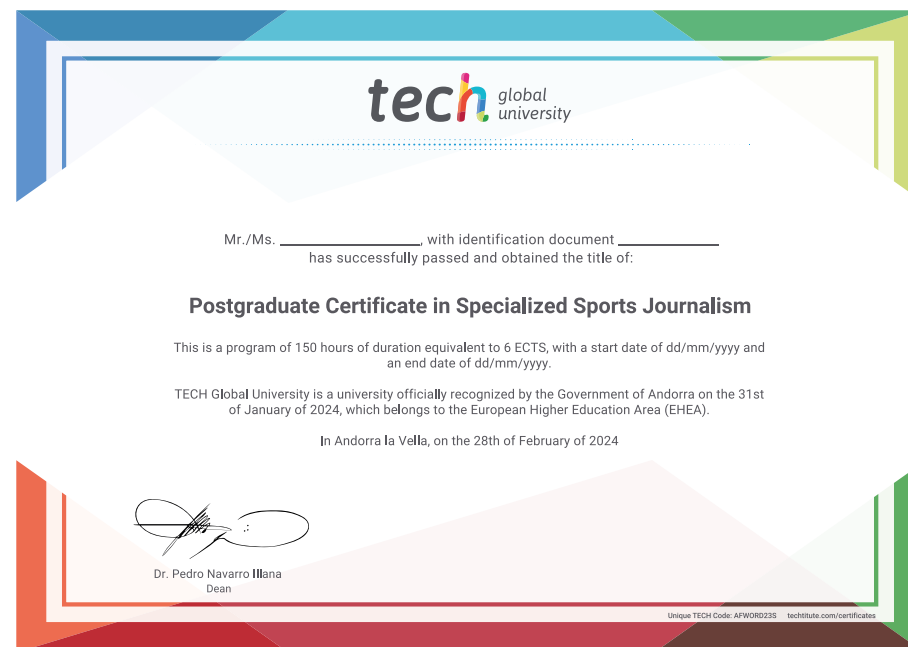 tech global
university
Mr./Ms. ____________, with identification document ____________
has successfully passed and obtained the title of:
Postgraduate Certificate in Specialized Sports Journalism
This is a program of 150 hours of duration equivalent to 6 ECTS, with a start date of dd/mm/yyyy and
an end date of dd/mm/yyyy.
TECH Global University is a university officially recognized by the Government of Andorra on the 31st
of January of 2024, which belongs to the European Higher Education Area (EHEA).
In Andorra la Vella, on the 28th of February of 2024
Dr. Pedro Navarro Illana
Dean
Unique TECH Code: AFWORD23S techtitute.com/certificates